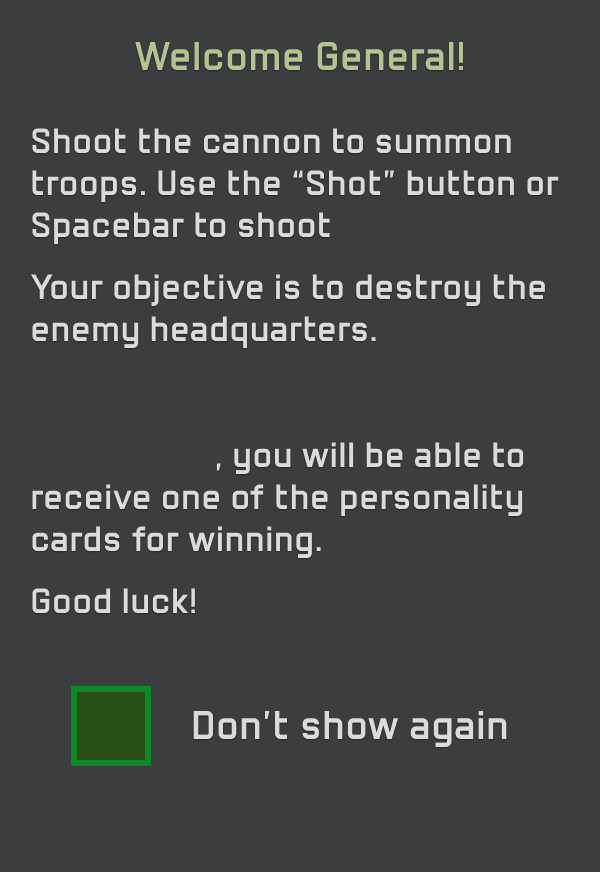 Welcome General!
Shoot the cannon to summon
troops. Use the “Shot” button or
Spacebar to shoot
Your objective is to destroy the
enemy headquarters.
, you will be able to
receive one of the personality
cards for winning.
Good luck!
Don't show again